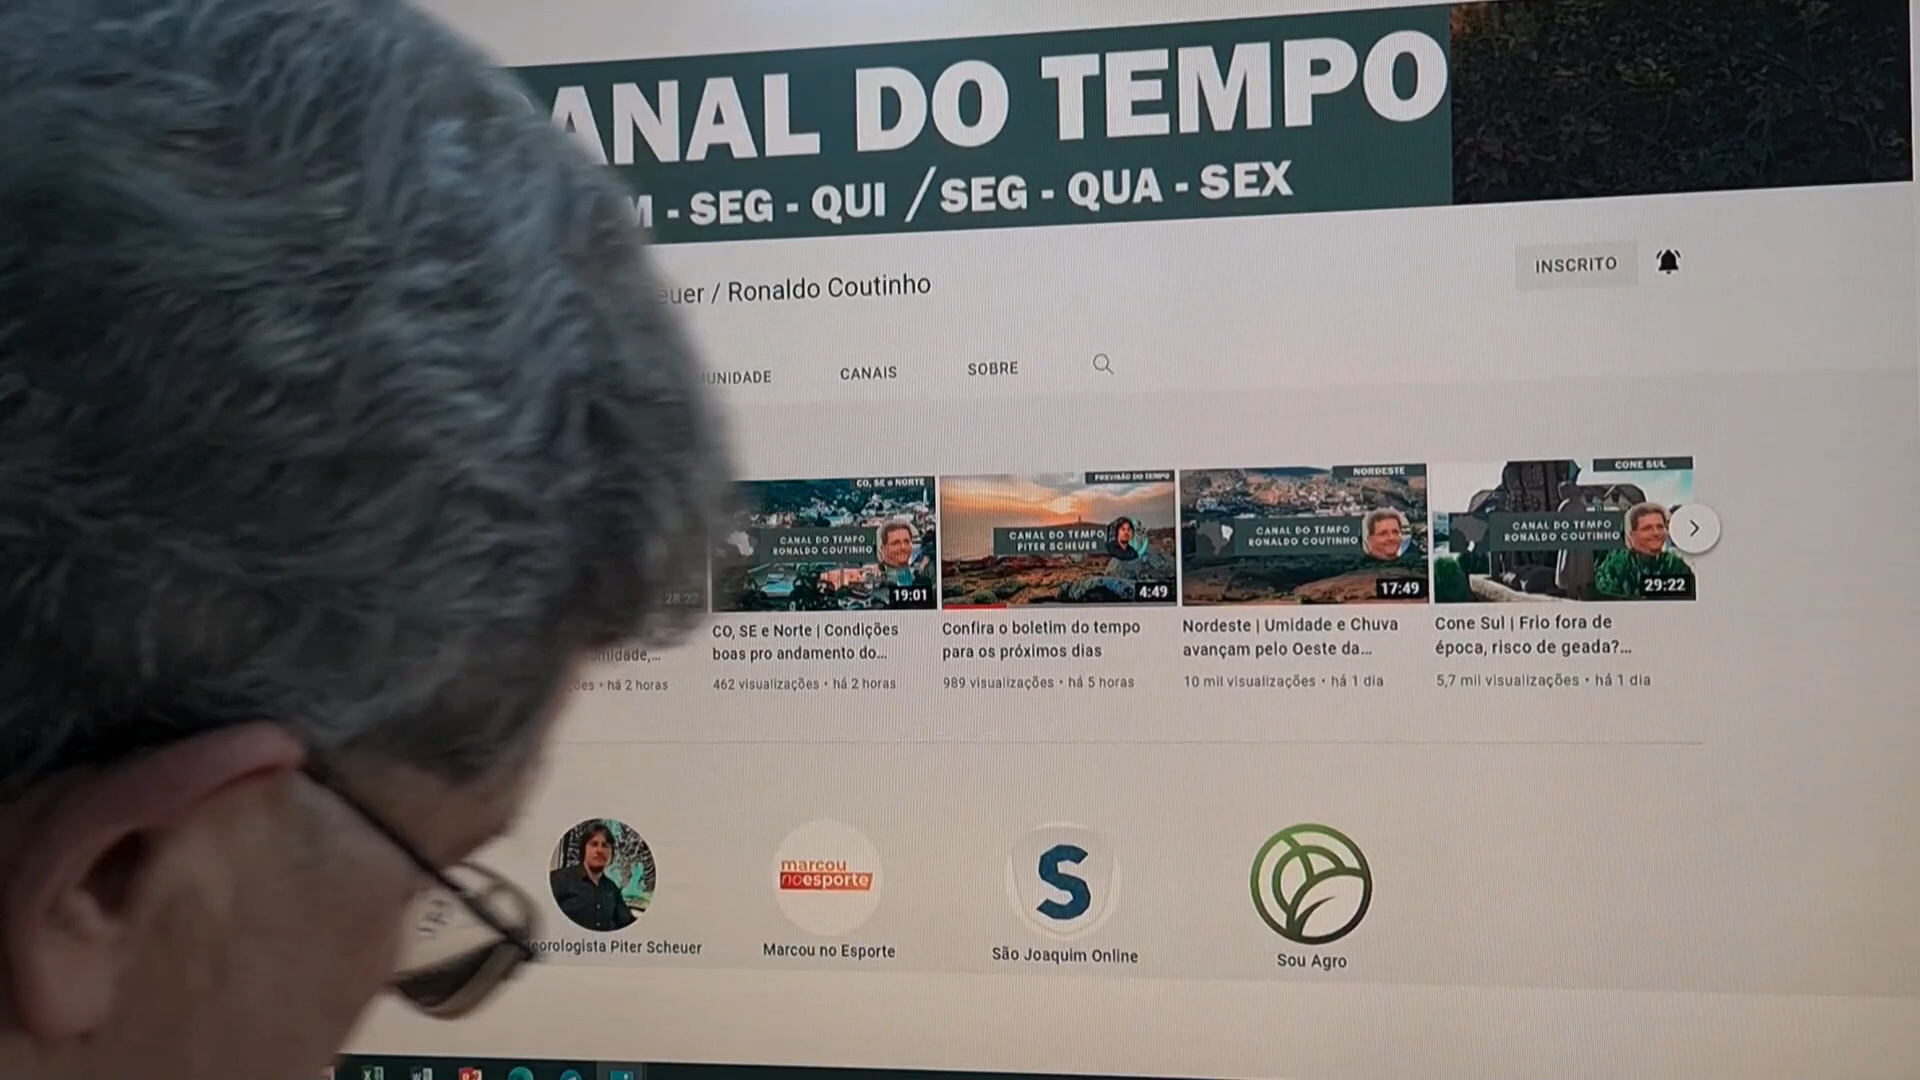 ANAL DO TEMPO
M - SEG - QUI / SEG - QUA - SEX
euer / Ronaldo Coutinho
INSCRITO
UNIDADE
CANAIS
SOBRE
CO, SE e NORTE
CANAL DO TEMPO
RONALDO COUTINHO
19:01
PREVISÃO DO TEMPO
CANAL DO TEMPO
PITER SCHEUER
4:49
NORDESTE
CANAL DO TEMPO
RONALDO COUTINHO
17:49
CONE SUL
CANAL DO TEMPO
RONALDO COUTINHO
29:22
28:22
midade,...
ões • há 2 horas
CO, SE e Norte | Condições
boas pro andamento do...
462 visualizações • há 2 horas
Confira o boletim do tempo
para os próximos dias
989 visualizações • há 5 horas
Nordeste | Umidade e Chuva
avançam pelo Oeste da...
10 mil visualizações • há 1 dia
Cone Sul | Frio fora de
época, risco de geada?...
5,7 mil visualizações • há 1 dia
eorologista Piter Scheuer
marcou
noesporte
Marcou no Esporte
S
São Joaquim Online
Sou Agro